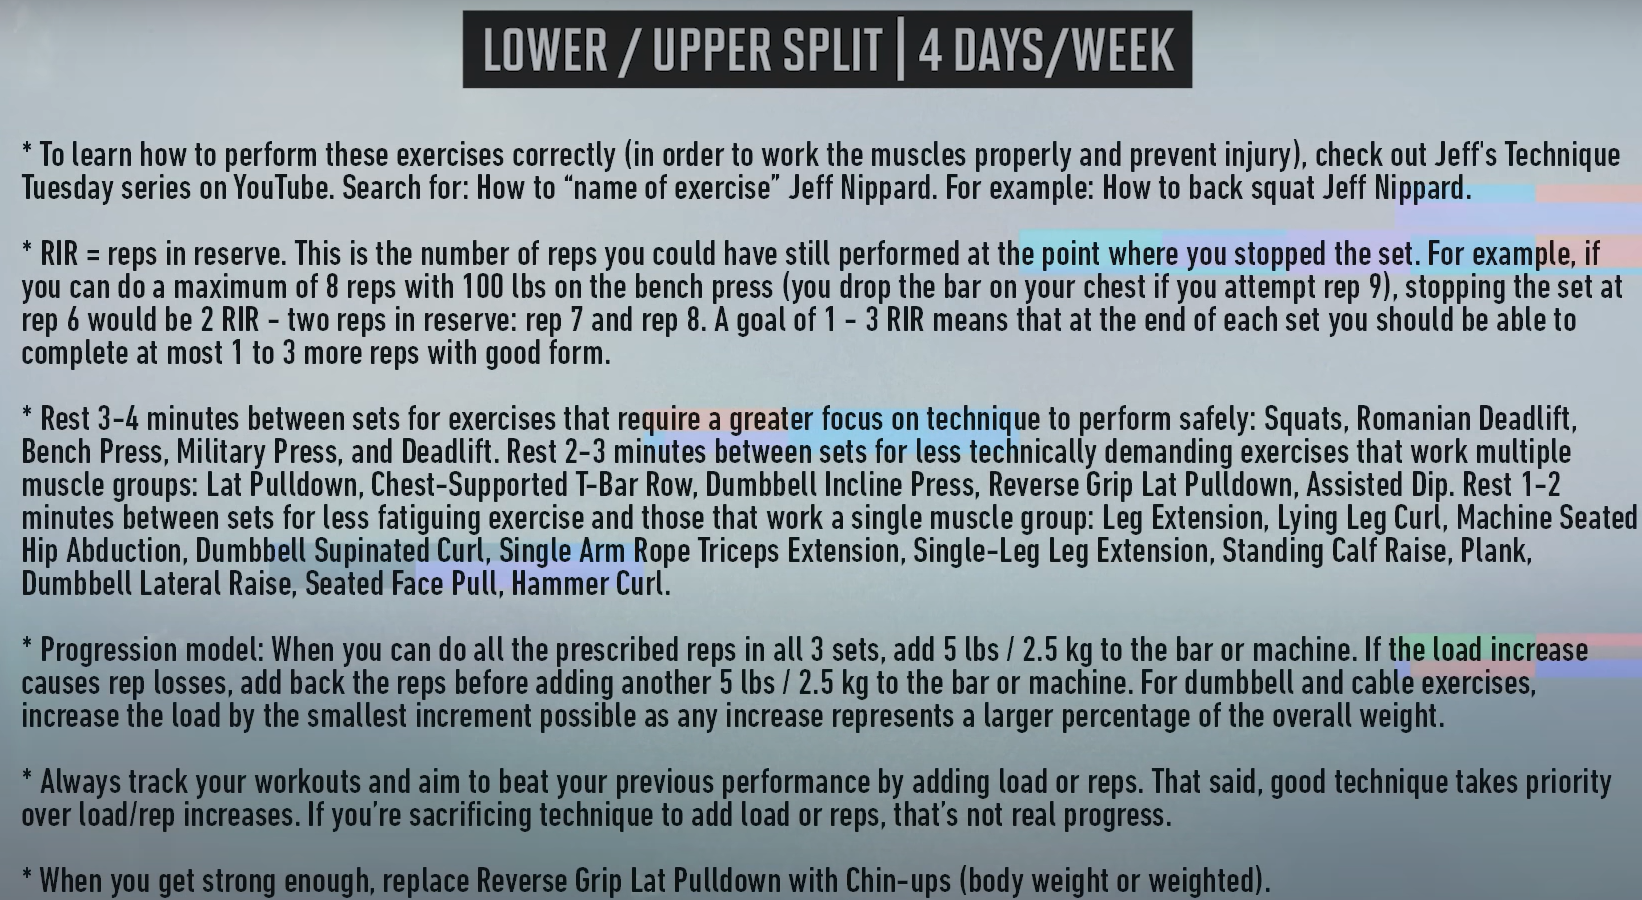 LOWER / UPPER SPLIT | 4 DAYS/WEEK
* To learn how to perform these exercises correctly (in order to work the muscles properly and prevent injury), check out Jeff's Technique
Tuesday series on YouTube. Search for: How to “name of exercise” Jeff Nippard. For example: How to back squat Jeff Nippard.
* RIR = reps in reserve. This is the number of reps you could have still performed at the point where you stopped the set. For example, if
you can do a maximum of 8 reps with 100 lbs on the bench press (you drop the bar on your chest if you attempt rep 9), stopping the set at
rep 6 would be 2 RIR - two reps in reserve: rep 7 and rep 8. A goal of 1 - 3 RIR means that at the end of each set you should be able to
complete at most 1 to 3 more reps with good form.
* Rest 3-4 minutes between sets for exercises that require a greater focus on technique to perform safely: Squats, Romanian Deadlift,
Bench Press, Military Press, and Deadlift. Rest 2-3 minutes between sets for less technically demanding exercises that work multiple
muscle groups: Lat Pulldown, Chest-Supported T-Bar Row, Dumbbell Incline Press, Reverse Grip Lat Pulldown, Assisted Dip. Rest 1-2
minutes between sets for less fatiguing exercise and those that work a single muscle group: Leg Extension, Lying Leg Curl, Machine Seated
Hip Abduction, Dumbbell Supinated Curl, Single Arm Rope Triceps Extension, Single-Leg Leg Extension, Standing Calf Raise, Plank,
Dumbbell Lateral Raise, Seated Face Pull, Hammer Curl.
* Progression model: When you can do all the prescribed reps in all 3 sets, add 5 lbs / 2.5 kg to the bar or machine. If the load increase
causes rep losses, add back the reps before adding another 5 lbs / 2.5 kg to the bar or machine. For dumbbell and cable exercises,
increase the load by the smallest increment possible as any increase represents a larger percentage of the overall weight.
* Always track your workouts and aim to beat your previous performance by adding load or reps. That said, good technique takes priority
over load/rep increases. If you’re sacrificing technique to add load or reps, that’s not real progress.
* When you get strong enough, replace Reverse Grip Lat Pulldown with Chin-ups (body weight or weighted).